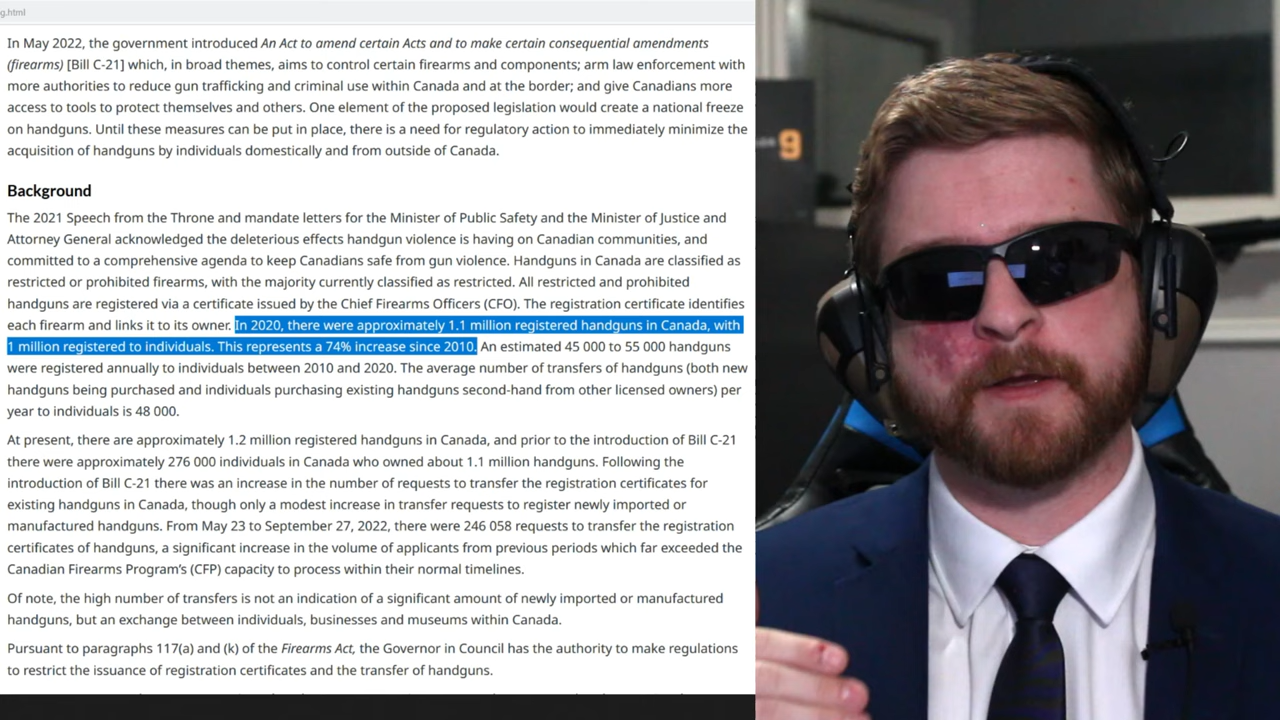 g.html
In May 2022, the government introduced An Act to amend certain Acts and to make certain consequential amendments
(firearms) [Bill C-21] which, in broad themes, aims to control certain firearms and components; arm law enforcement with
more authorities to reduce gun trafficking and criminal use within Canada and at the border; and give Canadians more
access to tools to protect themselves and others. One element of the proposed legislation would create a national freeze
on handguns. Until these measures can be put in place, there is a need for regulatory action to immediately minimize the
acquisition of handguns by individuals domestically and from outside of Canada.
Background
The 2021 Speech from the Throne and mandate letters for the Minister of Public Safety and the Minister of Justice and
Attorney General acknowledged the deleterious effects handgun violence is having on Canadian communities, and
committed to a comprehensive agenda to keep Canadians safe from gun violence. Handguns in Canada are classified as
restricted or prohibited firearms, with the majority currently classified as restricted. All restricted and prohibited
handguns are registered via a certificate issued by the Chief Firearms Officers (CFO). The registration certificate identifies
each firearm and links it to its owner. In 2020, there were approximately 1.1 million registered handguns in Canada, with
1 million registered to individuals. This represents a 74% increase since 2010. An estimated 45 000 to 55 000 handguns
were registered annually to individuals between 2010 and 2020. The average number of transfers of handguns (both new
handguns being purchased and individuals purchasing existing handguns second-hand from other licensed owners) per
year to individuals is 48 000.
At present, there are approximately 1.2 million registered handguns in Canada, and prior to the introduction of Bill C-21
there were approximately 276 000 individuals in Canada who owned about 1.1 million handguns. Following the
introduction of Bill C-21 there was an increase in the number of requests to transfer the registration certificates for
existing handguns in Canada, though only a modest increase in transfer requests to register newly imported or
manufactured handguns. From May 23 to September 27, 2022, there were 246 058 requests to transfer the registration
certificates of handguns, a significant increase in the volume of applicants from previous periods which far exceeded the
Canadian Firearms Program's (CFP) capacity to process within their normal timelines.
Of note, the high number of transfers is not an indication of a significant amount of newly imported or manufactured
handguns, but an exchange between individuals, businesses and museums within Canada.
Pursuant to paragraphs 117(a) and (k) of the Firearms Act, the Governor in Council has the authority to make regulations
to restrict the issuance of registration certificates and the transfer of handguns.
9